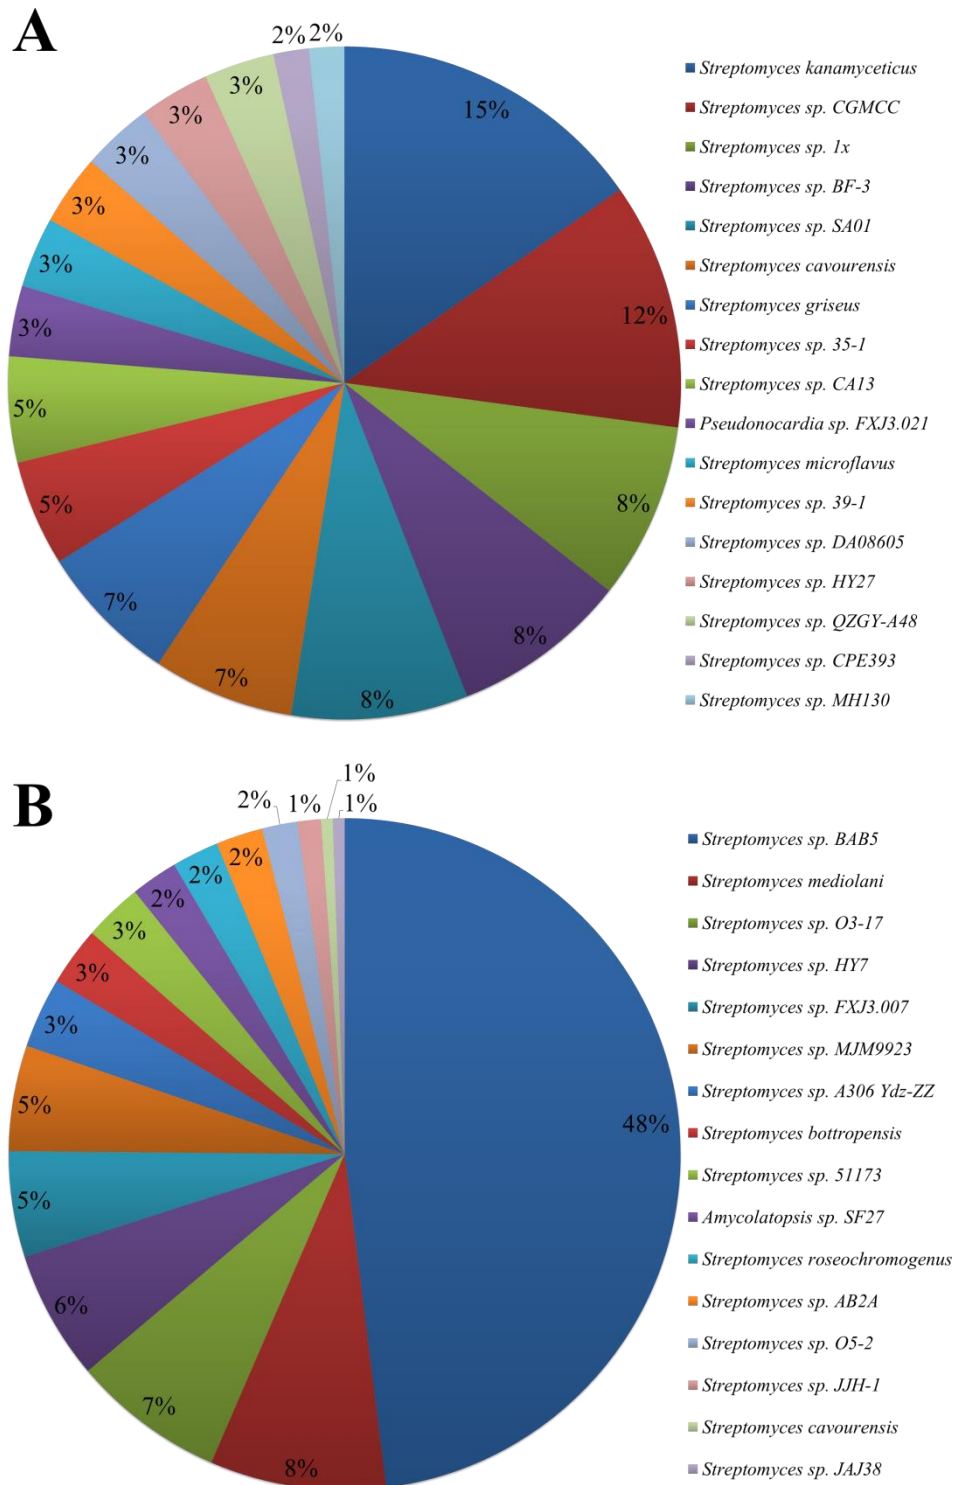 A
2%
2%
3%
3%
3%
3%
3%
3%
5%
5%
7%
7%
8%
8%
8%
12%
15%
Streptomyces kanamyceticus
Streptomyces sp. CGMCC
Streptomyces sp. 1x
Streptomyces sp. BF-3
Streptomyces sp. SA01
Streptomyces cavourensis
Streptomyces griseus
Streptomyces sp. 35-1
Streptomyces sp. CA13
Pseudonocardia sp. FXJ3.021
Streptomyces microflavus
Streptomyces sp. 39-1
Streptomyces sp. DA08605
Streptomyces sp. HY27
Streptomyces sp. QZGY-A48
Streptomyces sp. CPE393
Streptomyces sp. MH130
B
1%
1%
1%
2%
2%
2%
2%
3%
3%
3%
5%
5%
6%
7%
8%
48%
Streptomyces sp. BAB5
Streptomyces mediolani
Streptomyces sp. O3-17
Streptomyces sp. HY7
Streptomyces sp. FXJ3.007
Streptomyces sp. MJM9923
Streptomyces sp. A306 Ydz-ZZ
Streptomyces bottropensis
Streptomyces sp. 51173
Amycolatopsis sp. SF27
Streptomyces roseochromogenus
Streptomyces sp. AB2A
Streptomyces sp. O5-2
Streptomyces sp. JJH-1
Streptomyces cavourensis
Streptomyces sp. JAJ38